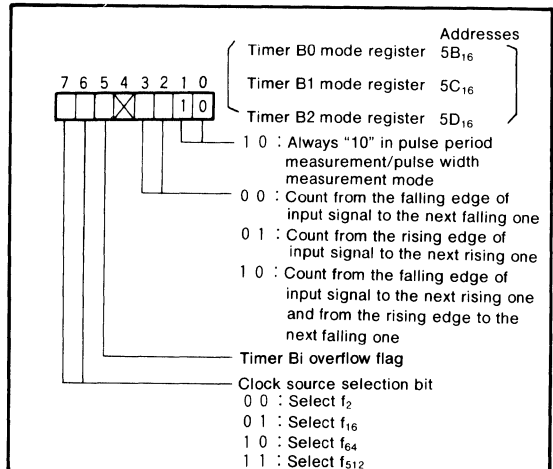 Addresses
Timer B0 mode register 5B₁₆
7 6 5 4 3 2 1 0
Timer B1 mode register 5C₁₆
1 0
Timer B2 mode register 5D₁₆
1 0 : Always "10" in pulse period
measurement/pulse width
measurement mode
0 0 : Count from the falling edge of
input signal to the next falling one
0 1 : Count from the rising edge of
input signal to the next rising one
1 0 : Count from the falling edge of
input signal to the next rising one
and from the rising edge to the
next falling one
Timer Bi overflow flag
Clock source selection bit
0 0 : Select f₂
0 1 : Select f₁₆
1 0 : Select f₆₄
1 1 : Select f₅₁₂